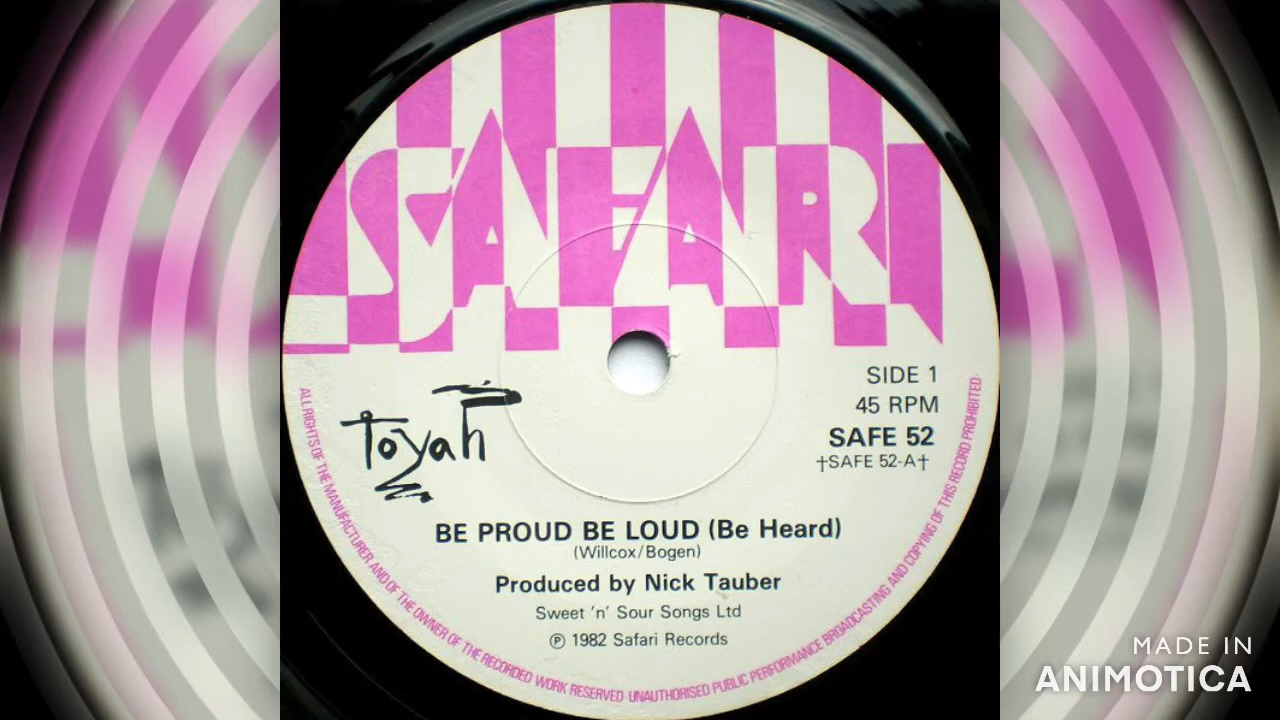 SAFARI
SIDE 1
45 RPM
SAFE 52
†SAFE 52-A†
Toyah
BE PROUD BE LOUD (Be Heard)
(Willcox/Bogen)
Produced by Nick Tauber
Sweet 'n' Sour Songs Ltd
℗ 1982 Safari Records
ALL RIGHTS OF THE MANUFACTURER AND OF THE OWNER OF THE RECORDED WORK RESERVED UNAUTHORISED PUBLIC PERFORMANCE BROADCASTING AND COPYING OF THIS RECORD PROHIBITED·
MADE IN
ANIMOTICA